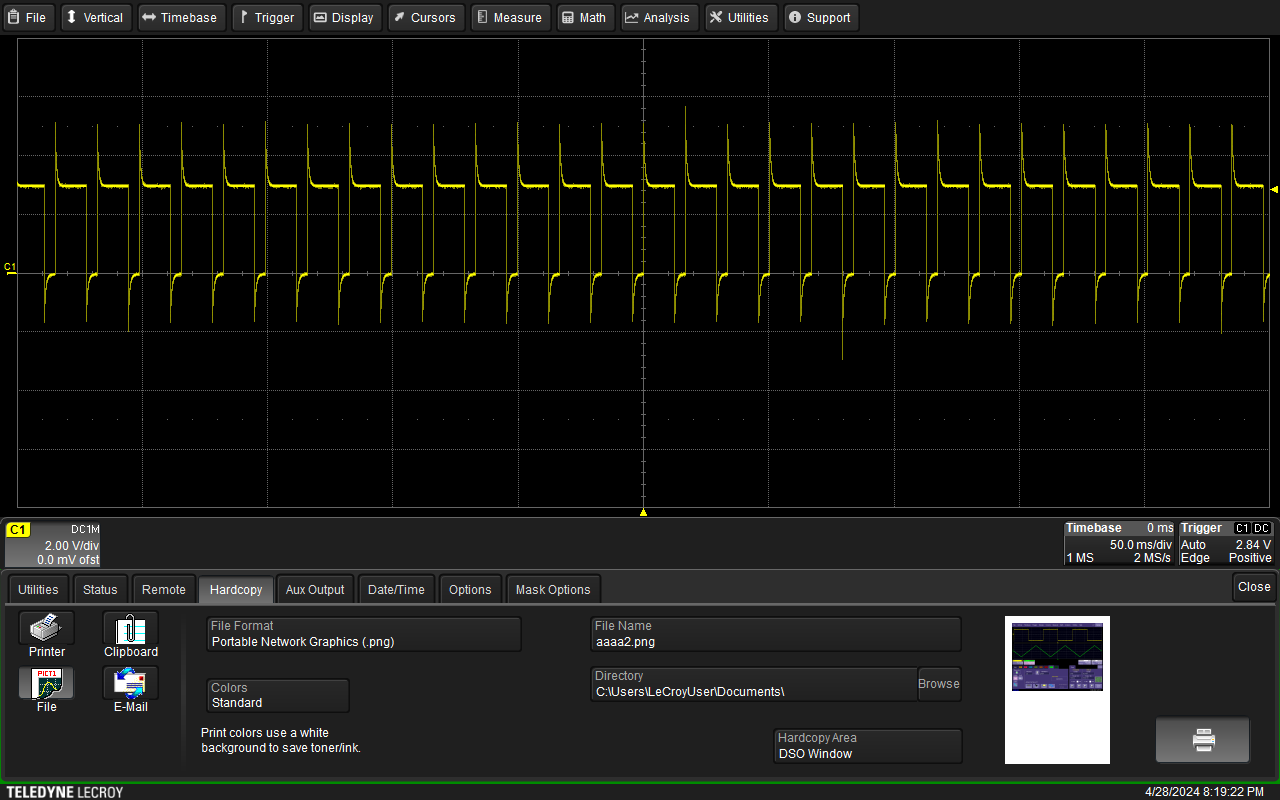 File Vertical Timebase Trigger Display Cursors Measure Math Analysis Utilities Support
C1
C1 DC1M
2.00 V/div
0.0 mV ofst
Timebase 0 ms
50.0 ms/div
1 MS 2 MS/s
Trigger C1 DC
Auto 2.84 V
Edge Positive
Utilities Status Remote Hardcopy Aux Output Date/Time Options Mask Options Close
Printer
Clipboard
PICT1
File
E-Mail
File Format
Portable Network Graphics (.png)
Colors
Standard
Print colors use a white
background to save toner/ink.
File Name
aaaa2.png
Directory
C:\Users\LeCroyUser\Documents\
Browse
Hardcopy Area
DSO Window
TELEDYNE LECROY
4/28/2024 8:19:22 PM